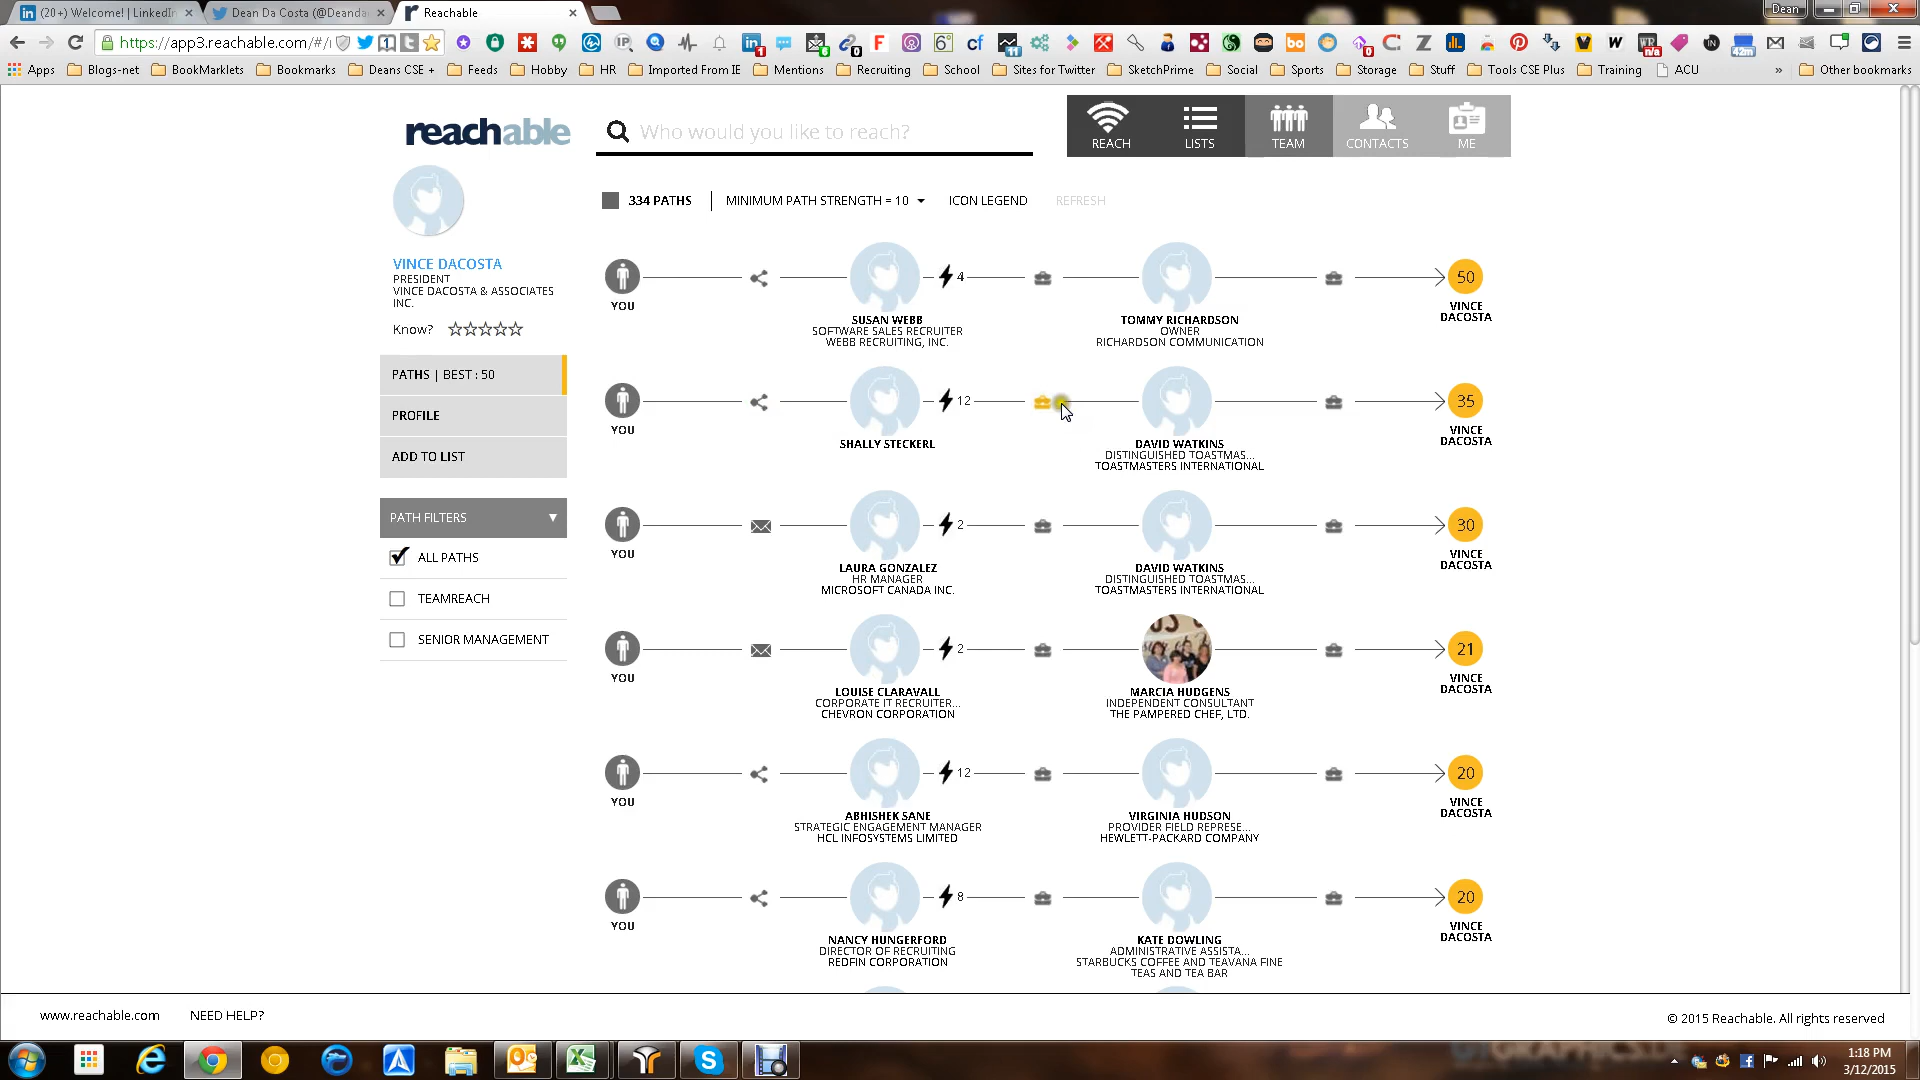 (20+) Welcome! | LinkedIn
Dean Da Costa (@Deanda
Reachable
Dean
https://app3.reachable.com/#/
Apps
Blogs-net
BookMarklets
Bookmarks
Deans CSE +
Feeds
Hobby
HR
Imported From IE
Mentions
Recruiting
School
Sites for Twitter
SketchPrime
Social
Sports
Storage
Stuff
Tools CSE Plus
Training
ACU
»
Other bookmarks
reachable
Who would you like to reach?
REACH
LISTS
TEAM
CONTACTS
ME
VINCE DACOSTA
PRESIDENT
VINCE DACOSTA & ASSOCIATES
INC.
Know?
PATHS | BEST : 50
PROFILE
ADD TO LIST
PATH FILTERS
ALL PATHS
TEAMREACH
SENIOR MANAGEMENT
334 PATHS
MINIMUM PATH STRENGTH = 10
ICON LEGEND
REFRESH
YOU
4
SUSAN WEBB
SOFTWARE SALES RECRUITER
WEBB RECRUITING, INC.
TOMMY RICHARDSON
OWNER
RICHARDSON COMMUNICATION
50
VINCE
DACOSTA
YOU
12
SHALLY STECKERL
DAVID WATKINS
DISTINGUISHED TOASTMAS...
TOASTMASTERS INTERNATIONAL
35
VINCE
DACOSTA
YOU
2
LAURA GONZALEZ
HR MANAGER
MICROSOFT CANADA INC.
DAVID WATKINS
DISTINGUISHED TOASTMAS...
TOASTMASTERS INTERNATIONAL
30
VINCE
DACOSTA
YOU
2
LOUISE CLARAVALL
CORPORATE IT RECRUITER...
CHEVRON CORPORATION
MARCIA HUDGENS
INDEPENDENT CONSULTANT
THE PAMPERED CHEF, LTD.
21
VINCE
DACOSTA
YOU
12
ABHISHEK SANE
STRATEGIC ENGAGEMENT MANAGER
HCL INFOSYSTEMS LIMITED
VIRGINIA HUDSON
PROVIDER FIELD REPRESE...
HEWLETT-PACKARD COMPANY
20
VINCE
DACOSTA
YOU
8
NANCY HUNGERFORD
DIRECTOR OF RECRUITING
REDFIN CORPORATION
KATE DOWLING
ADMINISTRATIVE ASSISTA...
STARBUCKS COFFEE AND TEAVANA FINE
TEAS AND TEA BAR
20
VINCE
DACOSTA
www.reachable.com
NEED HELP?
© 2015 Reachable. All rights reserved
1:18 PM
3/12/2015